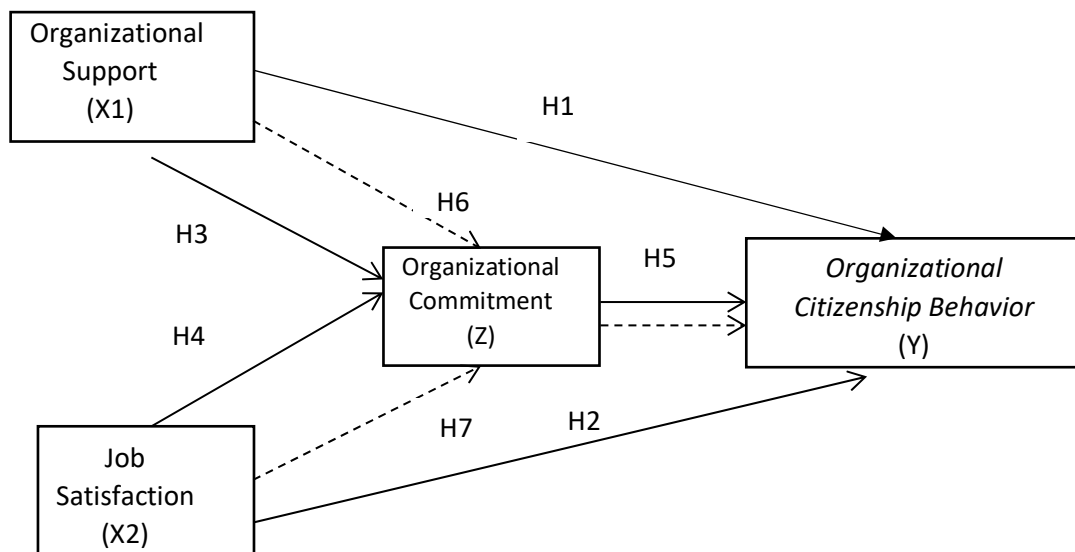 Organizational
Support
(X1)
H1
H6
H3
Organizational
Commitment
(Z)
H5
Organizational
Citizenship Behavior
(Y)
H4
H7
H2
Job
Satisfaction
(X2)